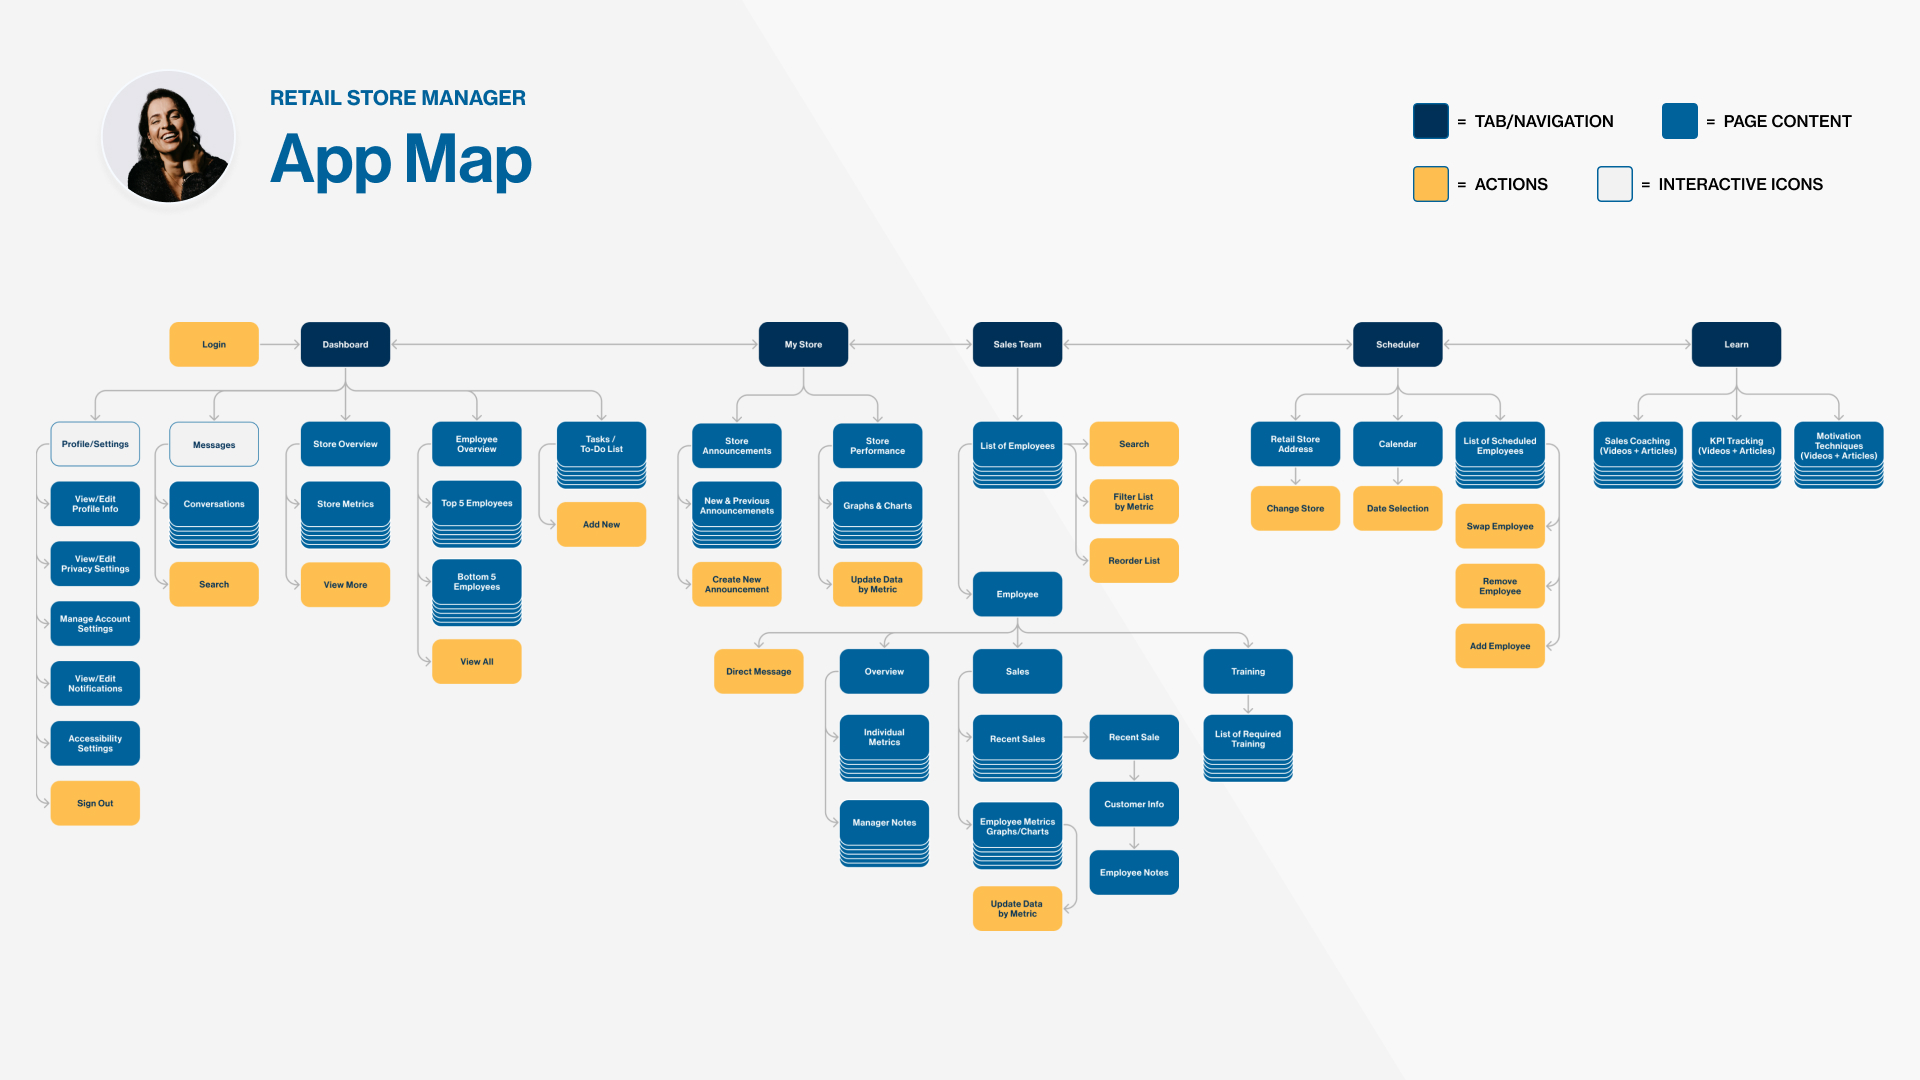 RETAIL STORE MANAGER
App Map
= TAB/NAVIGATION
= PAGE CONTENT
= ACTIONS
= INTERACTIVE ICONS
Login
Dashboard
My Store
Sales Team
Scheduler
Learn
Profile/Settings
View/Edit
Profile Info
View/Edit
Privacy Settings
Manage Account
Settings
View/Edit
Notifications
Accessibility
Settings
Sign Out
Messages
Conversations
Search
Store Overview
Store Metrics
View More
Employee
Overview
Top 5 Employees
Bottom 5
Employees
View All
Tasks /
To-Do List
Add New
Store
Announcements
New & Previous
Announcemenets
Create New
Announcement
Store
Performance
Graphs & Charts
Update Data
by Metric
List of Employees
Search
Filter List
by Metric
Reorder List
Employee
Direct Message
Overview
Individual
Metrics
Manager Notes
Sales
Recent Sales
Employee Metrics
Graphs/Charts
Update Data
by Metric
Recent Sale
Customer Info
Employee Notes
Training
List of Required
Training
Retail Store
Address
Change Store
Calendar
Date Selection
List of Scheduled
Employees
Swap Employee
Remove
Employee
Add Employee
Sales Coaching
(Videos + Articles)
KPI Tracking
(Videos + Articles)
Motivation
Techniques
(Videos + Articles)